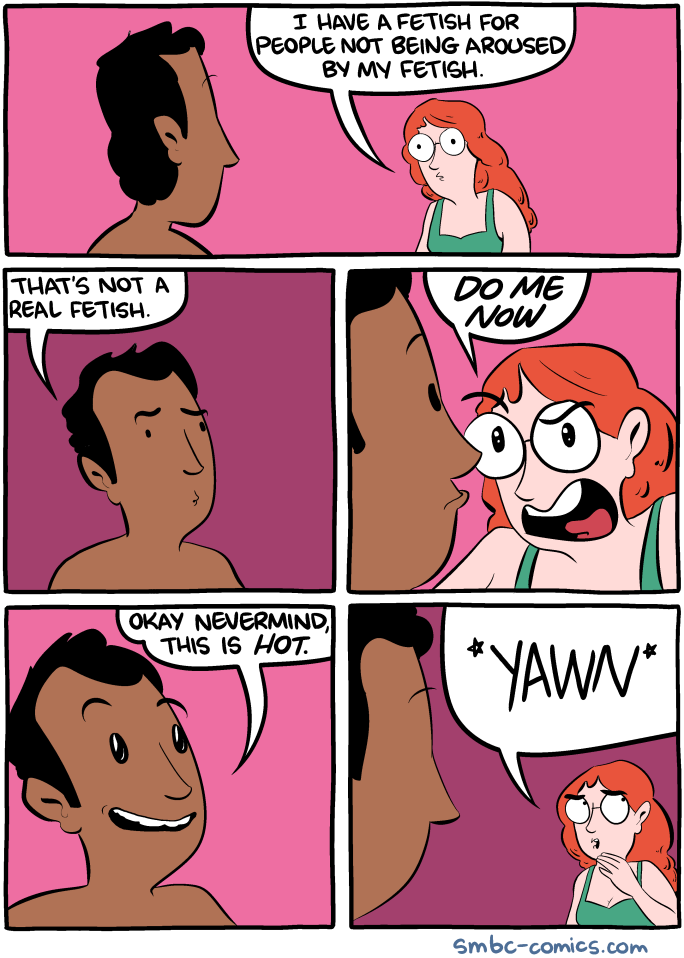 I HAVE A FETISH FOR
PEOPLE NOT BEING AROUSED
BY MY FETISH.
THAT'S NOT A
REAL FETISH.
DO ME
NOW
OKAY NEVERMIND,
THIS IS HOT.
*YAWN*
smbc-comics.com